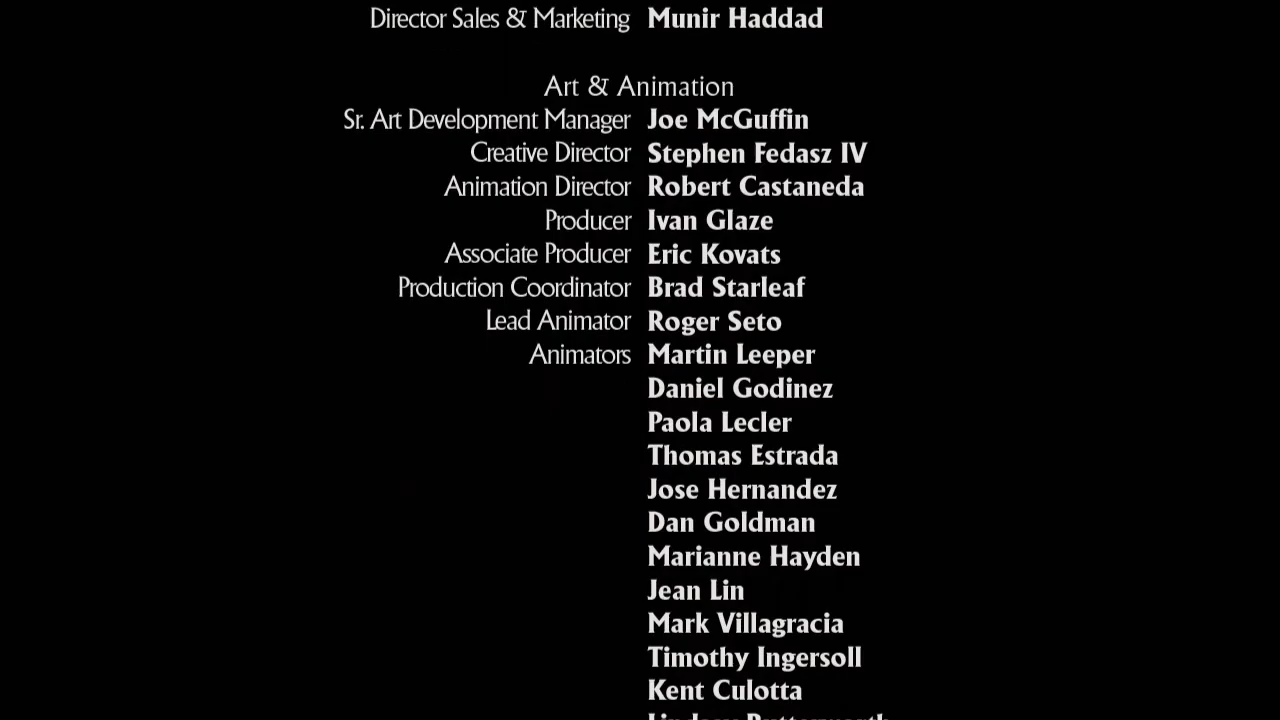 Director Sales & Marketing Munir Haddad
Art & Animation
Sr. Art Development Manager Joe McGuffin
Creative Director Stephen Fedasz IV
Animation Director Robert Castaneda
Producer Ivan Glaze
Associate Producer Eric Kovats
Production Coordinator Brad Starleaf
Lead Animator Roger Seto
Animators Martin Leeper
Daniel Godinez
Paola Lecler
Thomas Estrada
Jose Hernandez
Dan Goldman
Marianne Hayden
Jean Lin
Mark Villagracia
Timothy Ingersoll
Kent Culotta